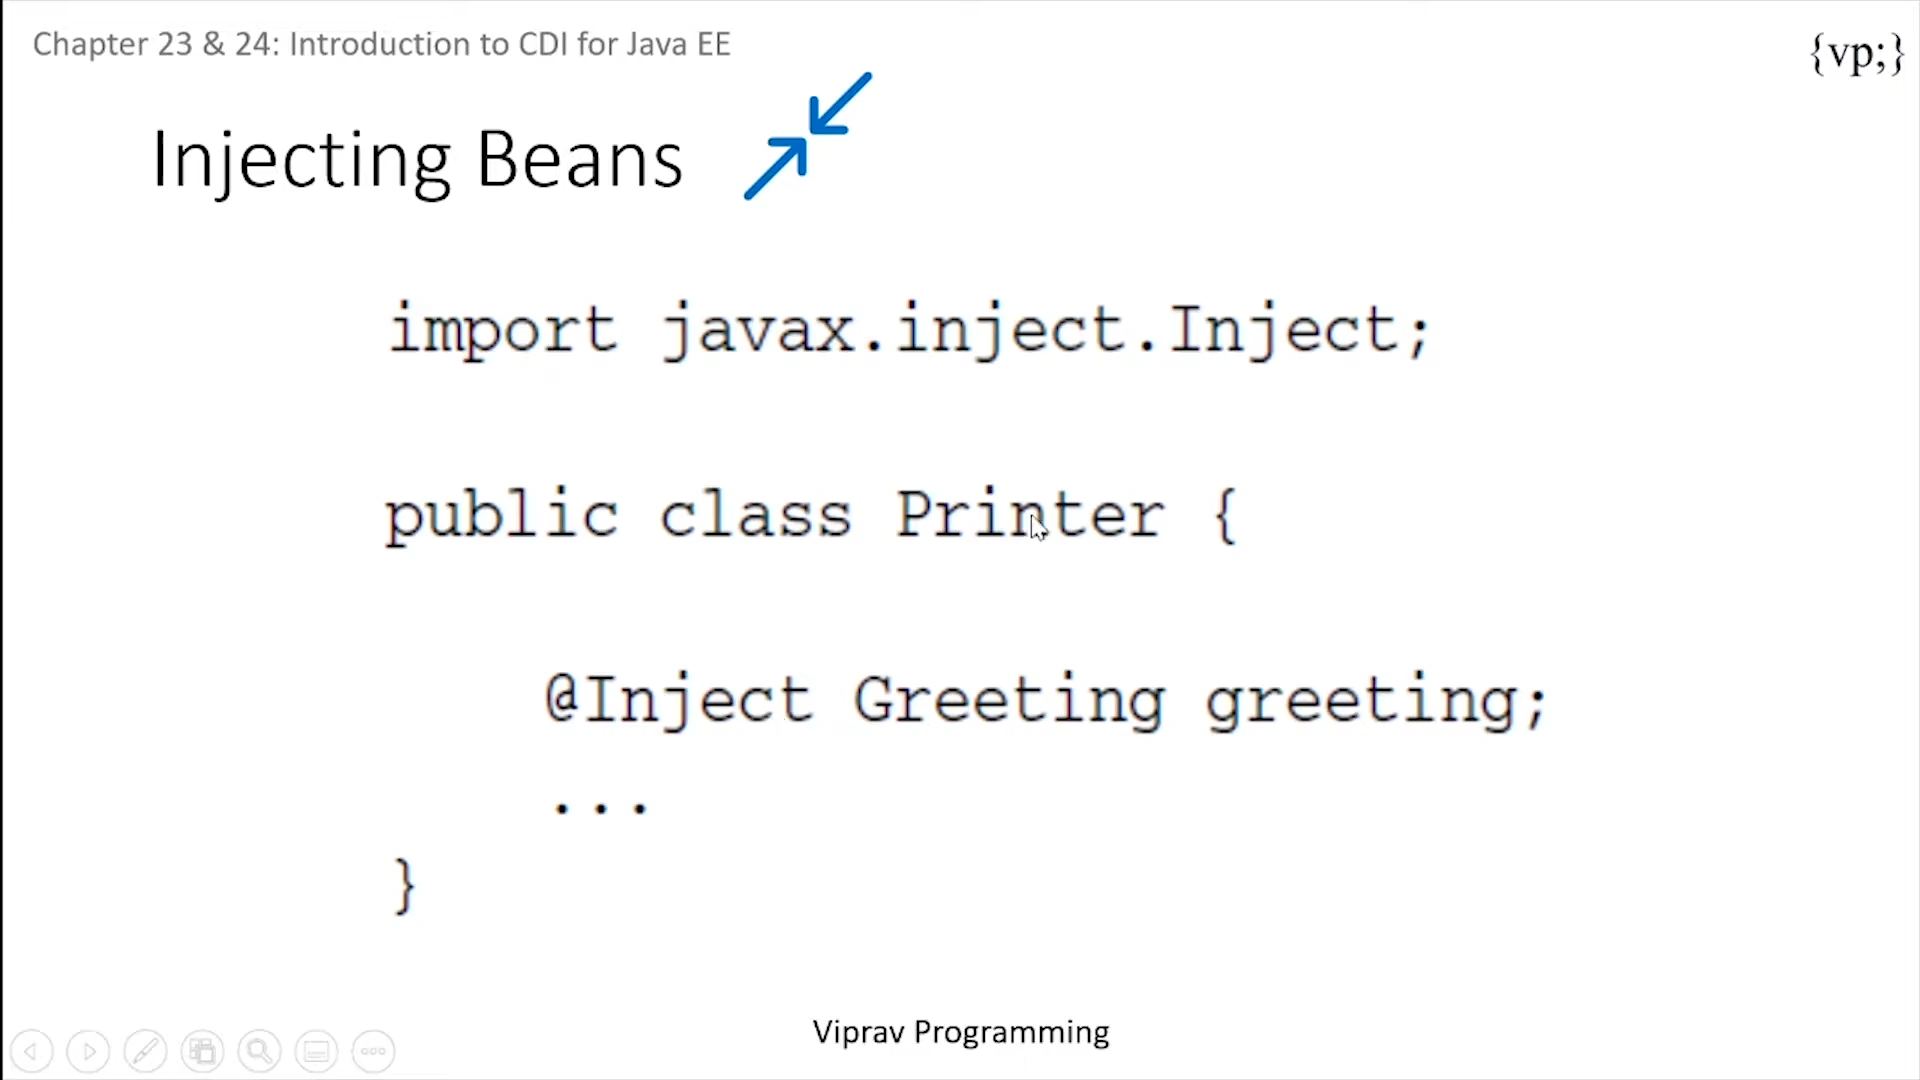 Chapter 23 & 24: Introduction to CDI for Java EE
{vp;}
Injecting Beans
import javax.inject.Inject;
public class Printer {
@Inject Greeting greeting;
...
}
Viprav Programming